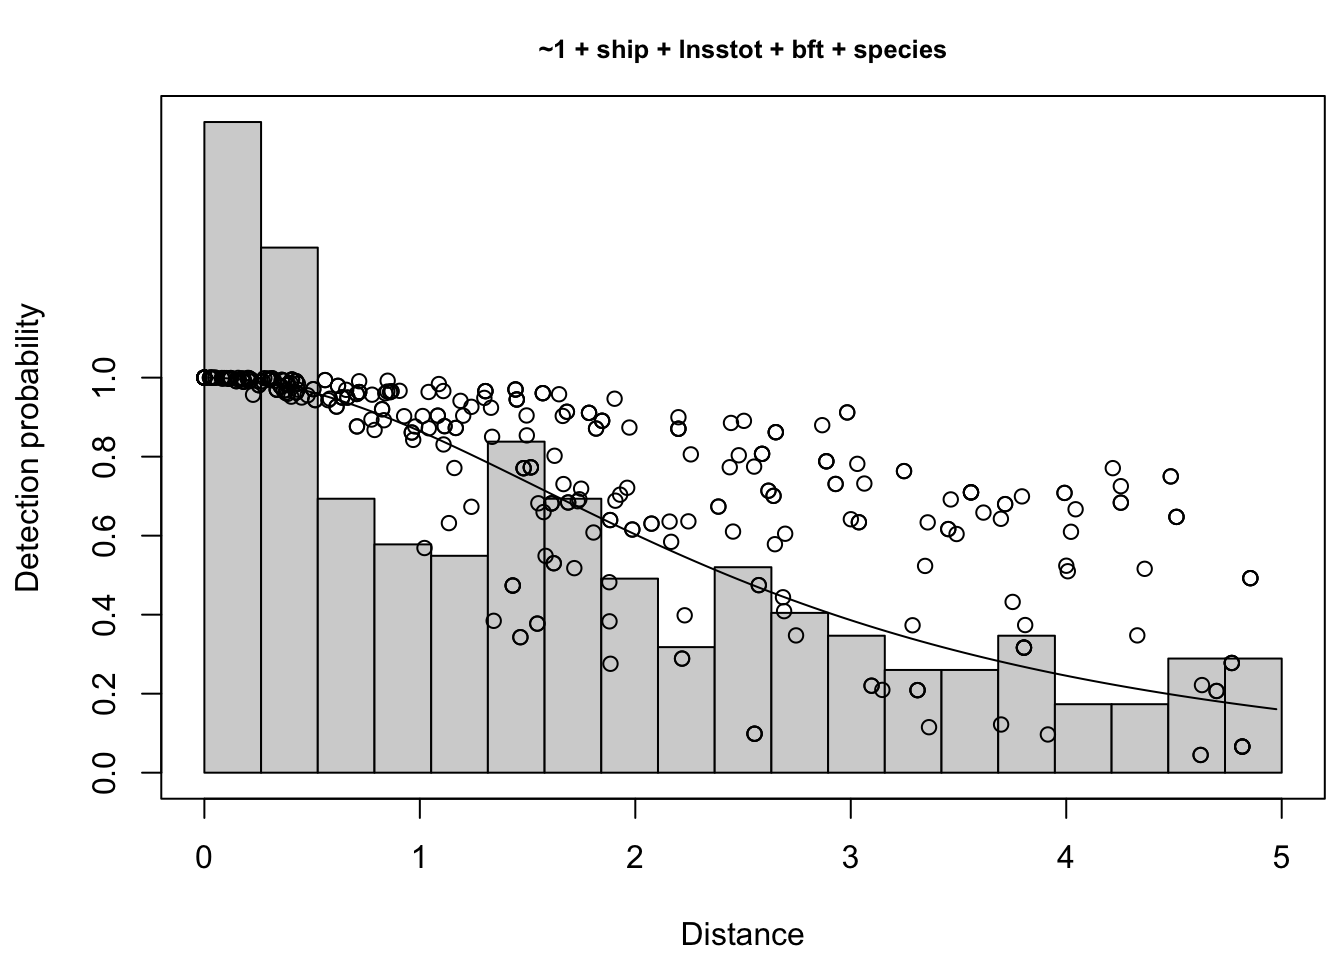 ~1 + ship + lnsstot + bft + species
Detection probability
1.0
0.8
0.6
0.4
0.2
0.0
0 1 2 3 4 5
Distance